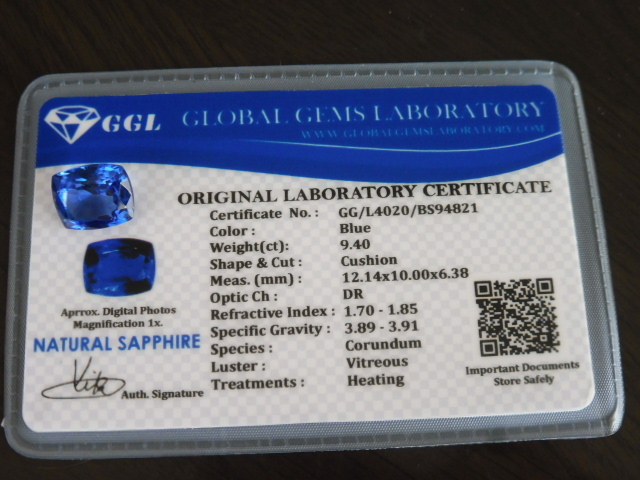 GGL GLOBAL GEMS LABORATORY
WWW.GLOBALGEMSLABORATORY.COM
ORIGINAL LABORATORY CERTIFICATE
Certificate No. : GG/L4020/BS94821
Color : Blue
Weight(ct): 9.40
Shape & Cut : Cushion
Meas. (mm) : 12.14x10.00x6.38
Optic Ch : DR
Refractive Index : 1.70 - 1.85
Specific Gravity : 3.89 - 3.91
Species : Corundum
Luster : Vitreous
Treatments : Heating
Aprrox. Digital Photos
Magnification 1x.
NATURAL SAPPHIRE
Auth. Signature
Important Documents
Store Safely